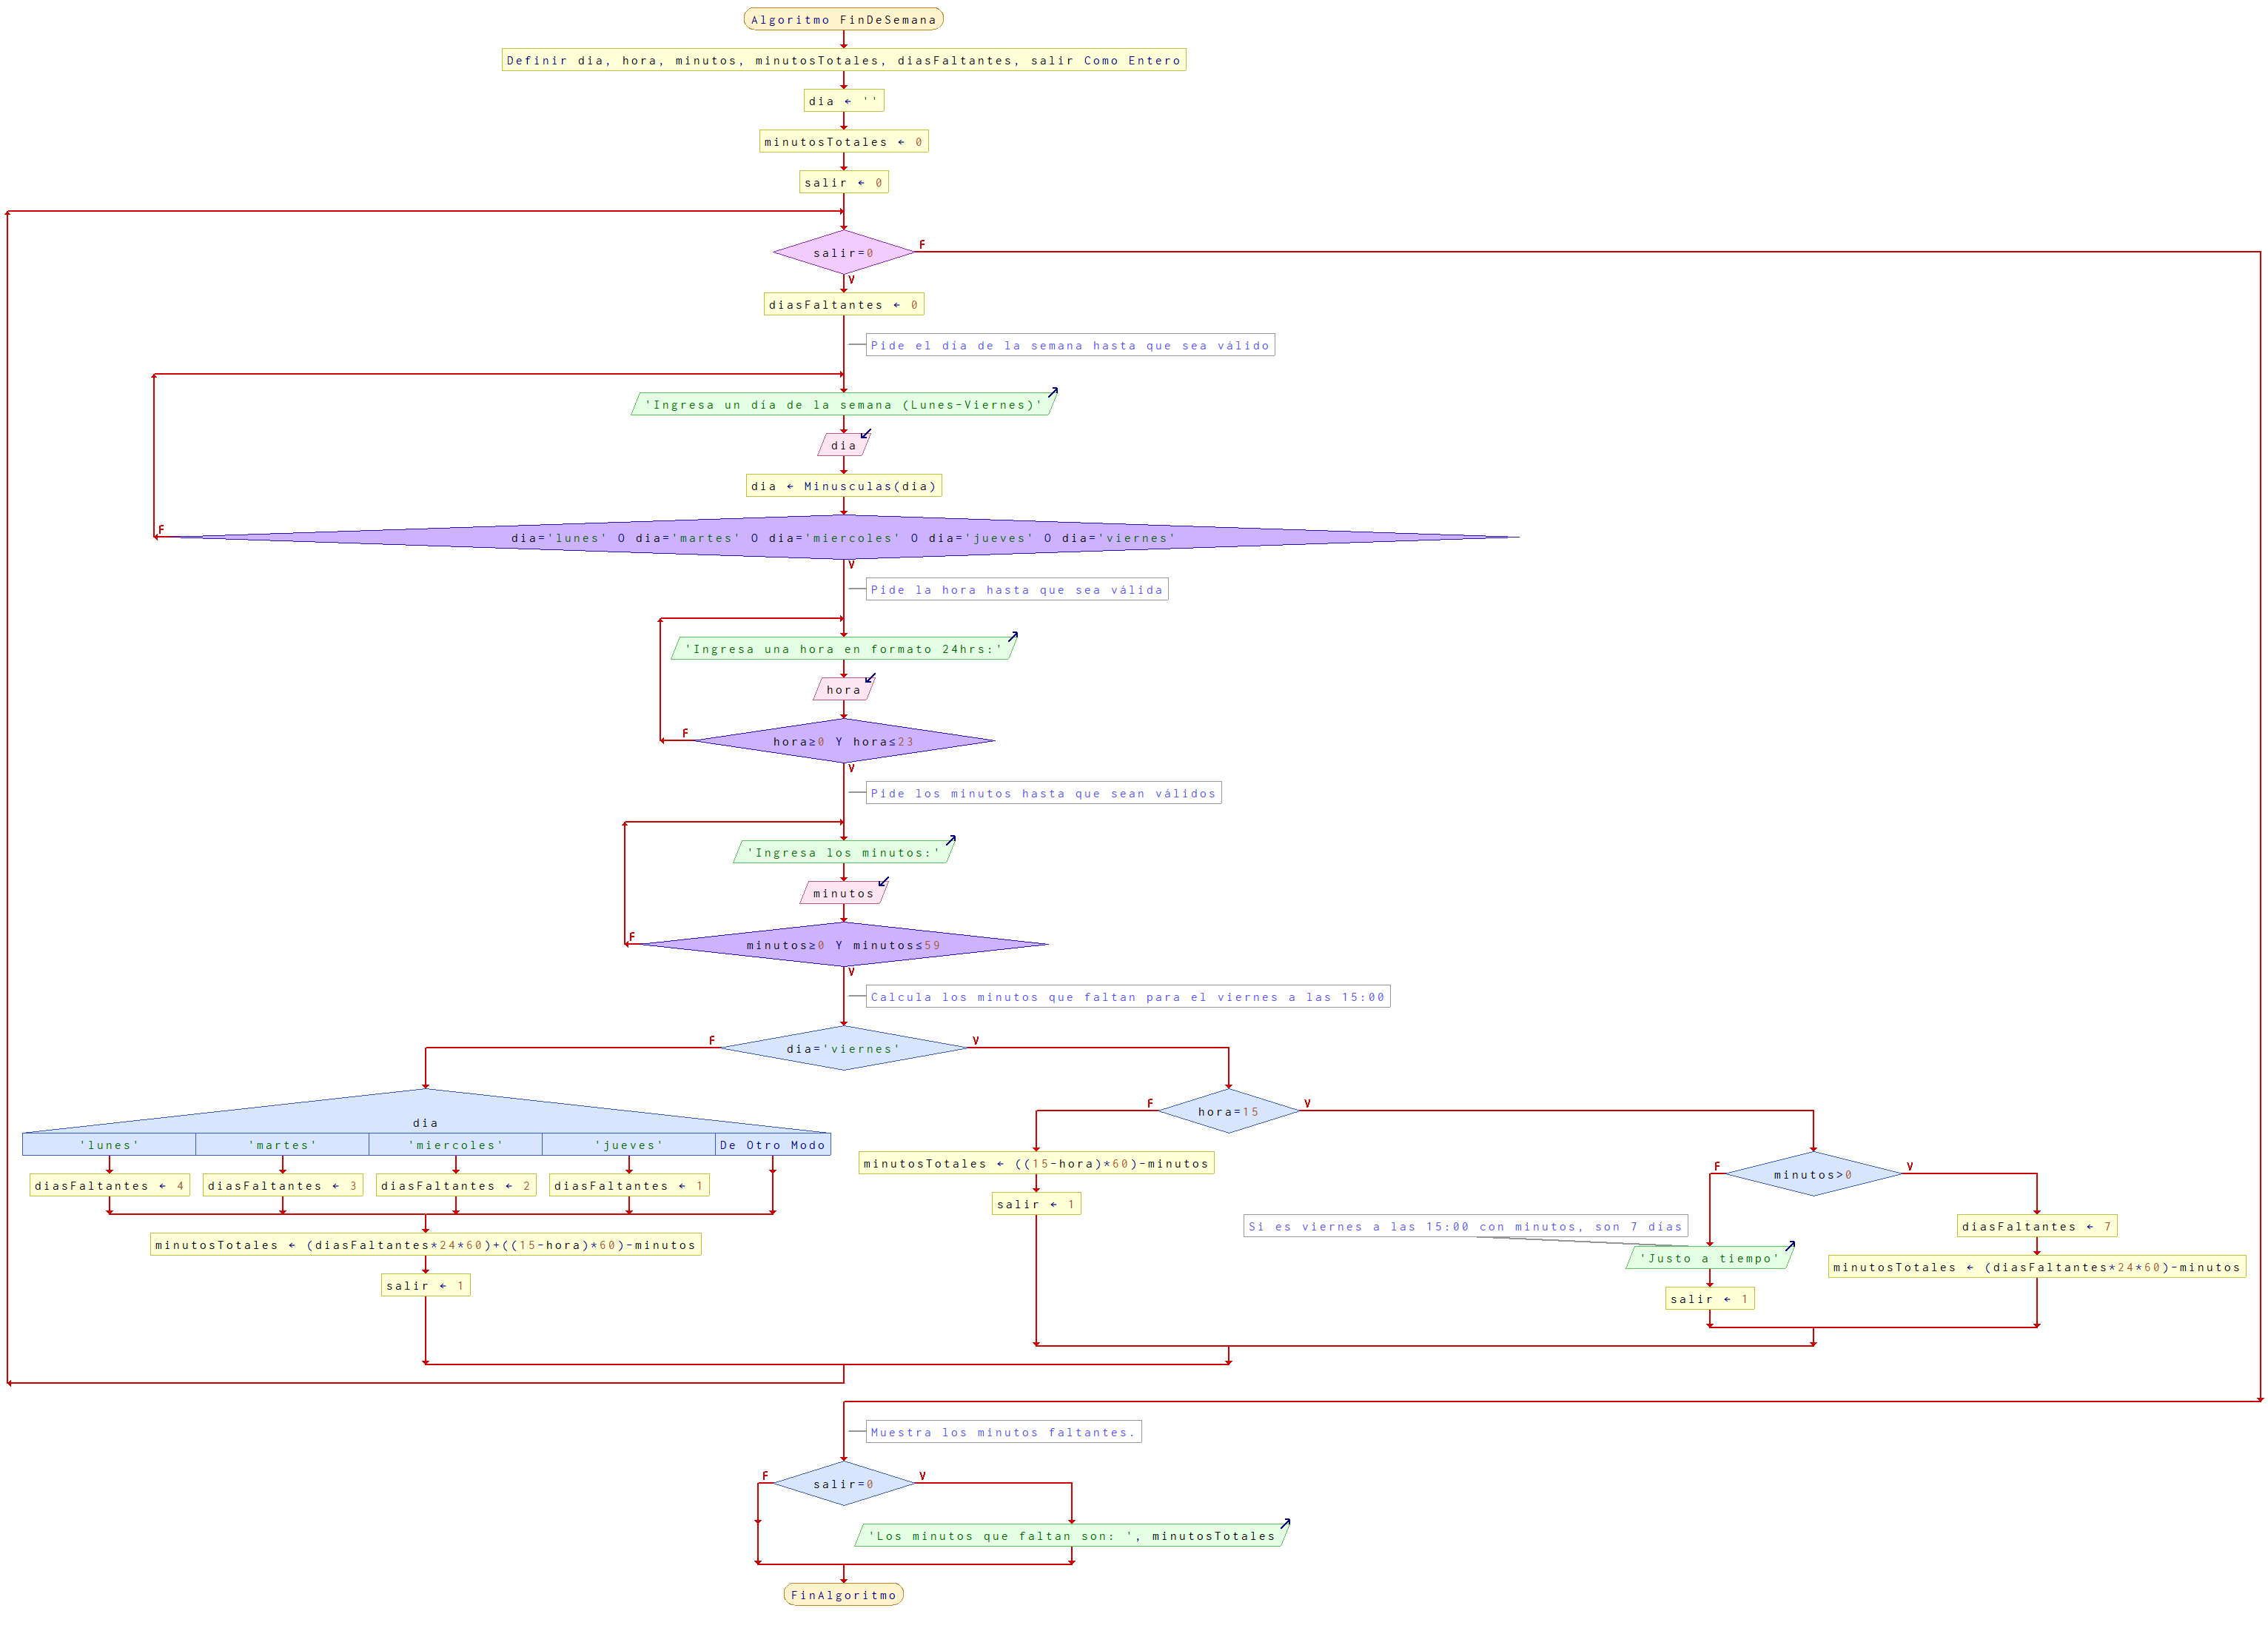 Algoritmo FinDeSemana
Definir dia, hora, minutos, minutosTotales, diasFaltantes, salir Como Entero
dia ← ''
minutosTotales ← 0
salir ← 0
salir=0
F
V
diasFaltantes ← 0
Pide el día de la semana hasta que sea válido
'Ingresa un día de la semana (Lunes-Viernes)'
dia
dia ← Minusculas(dia)
F
dia='lunes' O dia='martes' O dia='miercoles' O dia='jueves' O dia='viernes'
V
Pide la hora hasta que sea válida
'Ingresa una hora en formato 24hrs:'
hora
F
hora≥0 Y hora≤23
V
Pide los minutos hasta que sean válidos
'Ingresa los minutos:'
minutos
F
minutos≥0 Y minutos≤59
V
Calcula los minutos que faltan para el viernes a las 15:00
F
dia='viernes'
V
dia
'lunes'
'martes'
'miercoles'
'jueves'
De Otro Modo
diasFaltantes ← 4
diasFaltantes ← 3
diasFaltantes ← 2
diasFaltantes ← 1
minutosTotales ← (diasFaltantes*24*60)+((15-hora)*60)-minutos
salir ← 1
F
hora=15
V
minutosTotales ← ((15-hora)*60)-minutos
salir ← 1
F
minutos>0
V
Si es viernes a las 15:00 con minutos, son 7 días
'Justo a tiempo'
salir ← 1
diasFaltantes ← 7
minutosTotales ← (diasFaltantes*24*60)-minutos
Muestra los minutos faltantes.
F
salir=0
V
'Los minutos que faltan son: ', minutosTotales
FinAlgoritmo